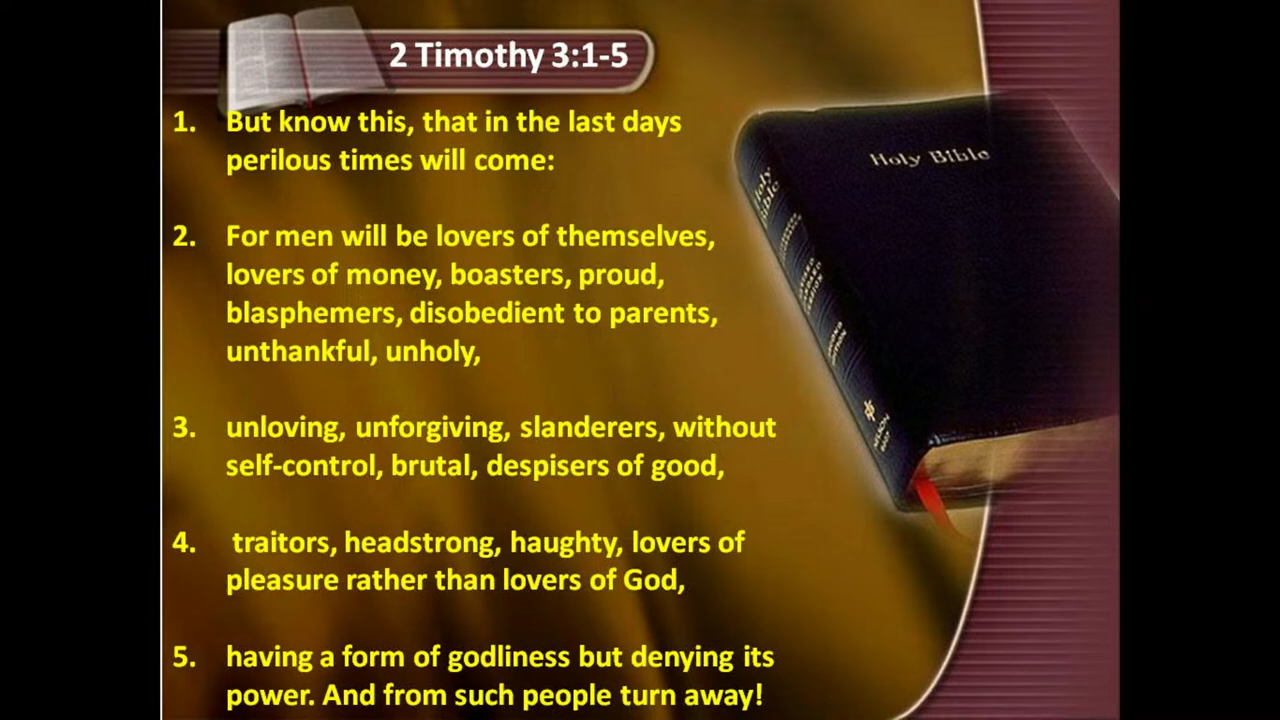 2 Timothy 3:1-5
1. But know this, that in the last days
perilous times will come:
2. For men will be lovers of themselves,
lovers of money, boasters, proud,
blasphemers, disobedient to parents,
unthankful, unholy,
3. unloving, unforgiving, slanderers, without
self-control, brutal, despisers of good,
4. traitors, headstrong, haughty, lovers of
pleasure rather than lovers of God,
5. having a form of godliness but denying its
power. And from such people turn away!
Holy Bible
Holy
Bible